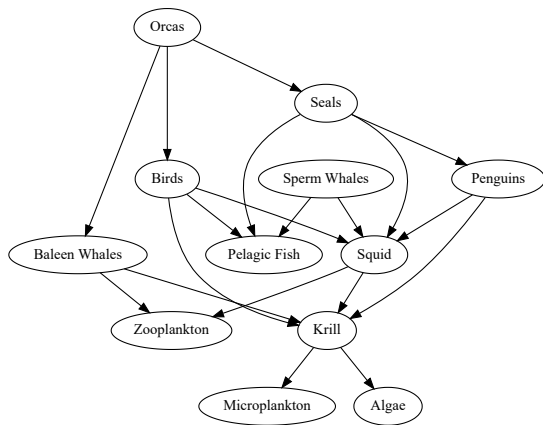 Orcas
Seals
Birds
Sperm Whales
Penguins
Baleen Whales
Pelagic Fish
Squid
Zooplankton
Krill
Microplankton
Algae